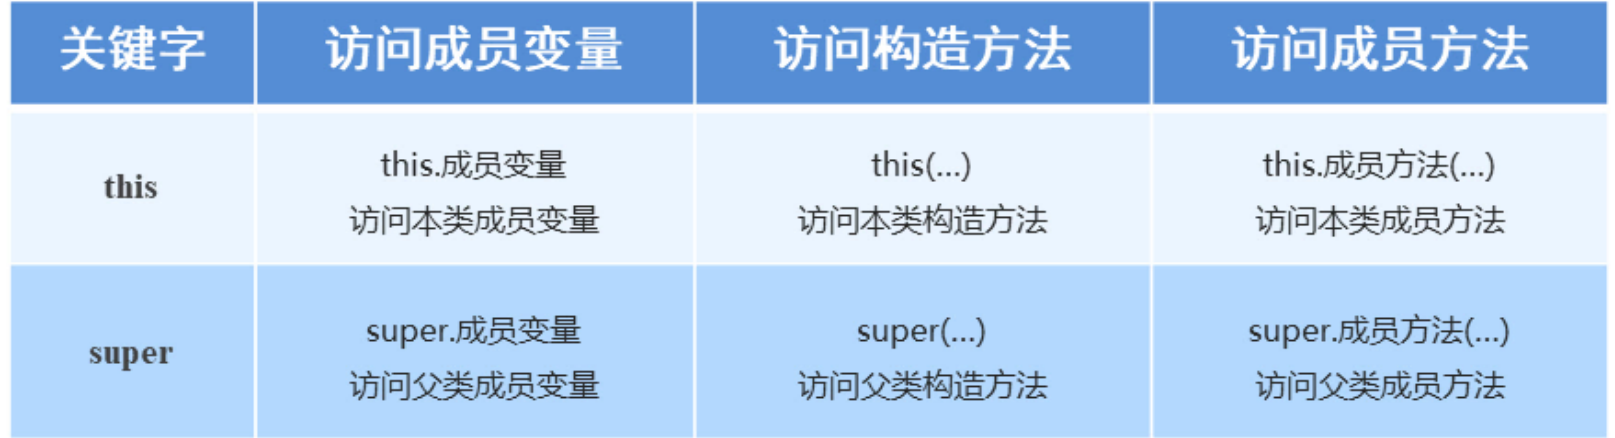 关键字 访问成员变量 访问构造方法 访问成员方法
this
this.成员变量
访问本类成员变量
this(...)
访问本类构造方法
this.成员方法(...)
访问本类成员方法
super
super.成员变量
访问父类成员变量
super(...)
访问父类构造方法
super.成员方法(...)
访问父类成员方法